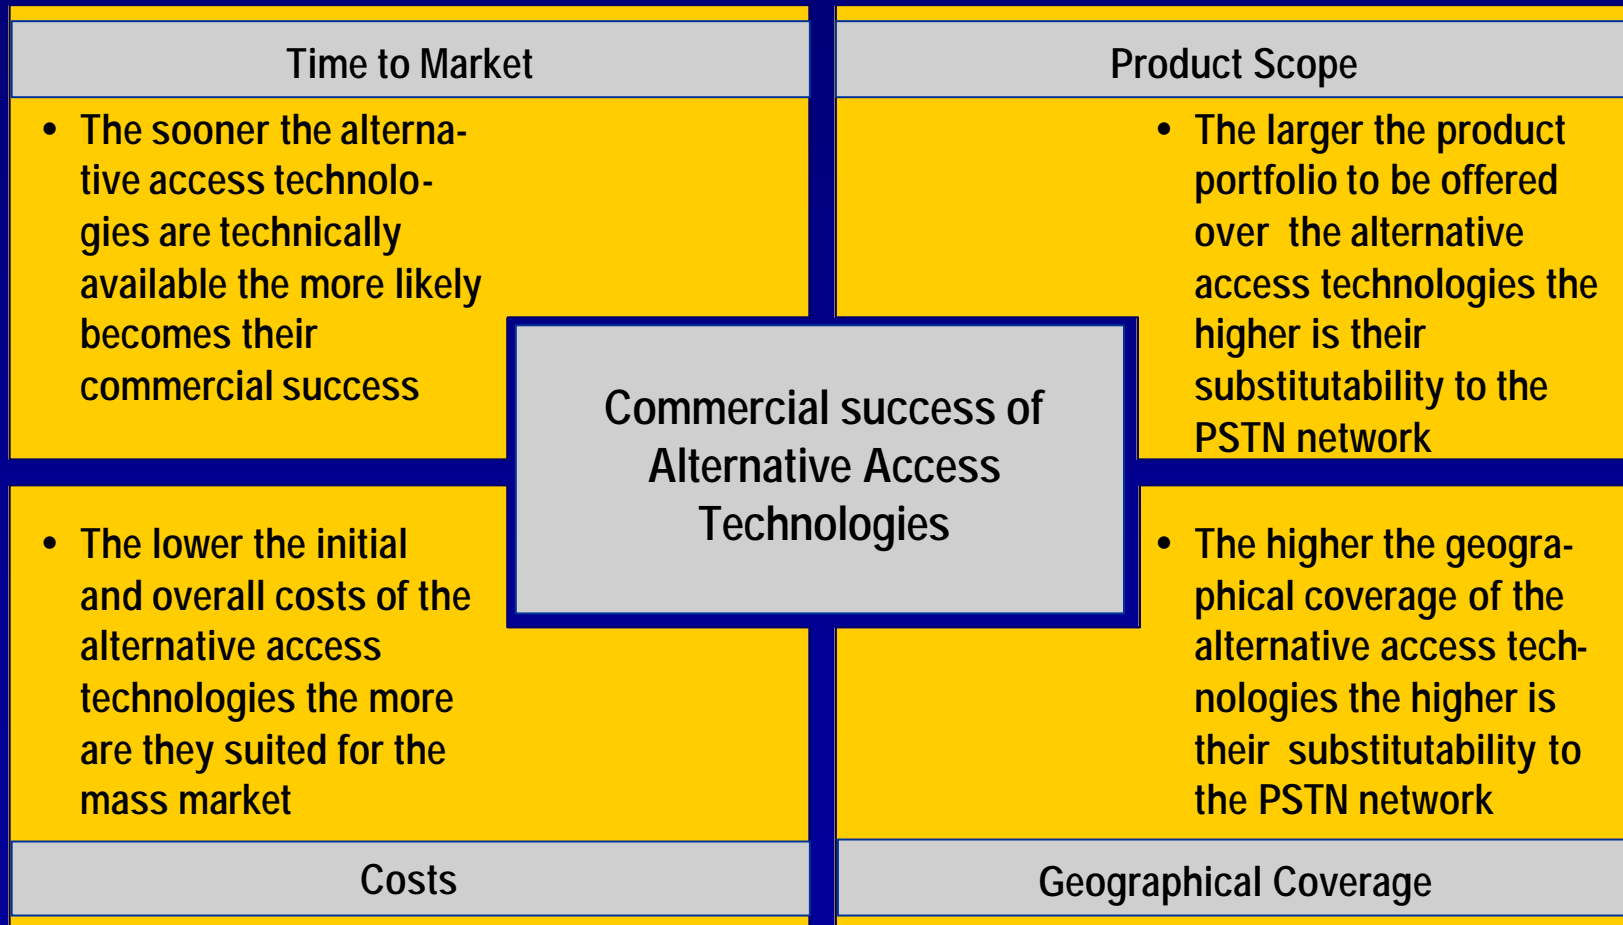 Time to Market
• The sooner the alterna-
tive access technolo-
gies are technically
available the more likely
becomes their
commercial success
Product Scope
• The larger the product
portfolio to be offered
over the alternative
access technologies the
higher is their
substitutability to the
PSTN network
Commercial success of
Alternative Access
Technologies
• The lower the initial
and overall costs of the
alternative access
technologies the more
are they suited for the
mass market
Costs
• The higher the geogra-
phical coverage of the
alternative access tech-
nologies the higher is
their substitutability to
the PSTN network
Geographical Coverage